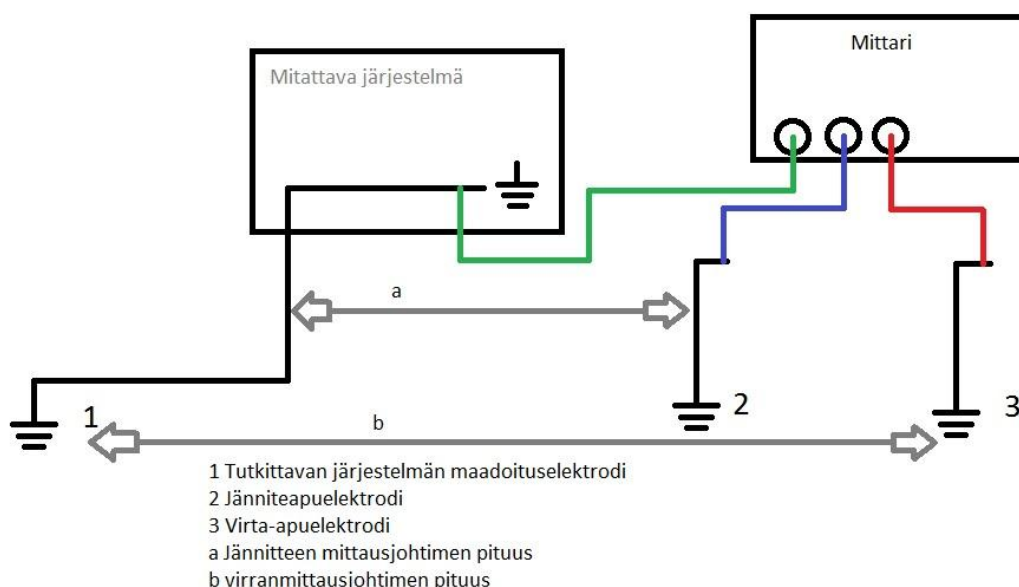 Mittari
Mitattava järjestelmä
a
1
2
3
b
1 Tutkittavan järjestelmän maadoituselektrodi
2 Jänniteapuelektrodi
3 Virta-apuelektrodi
a Jännitteen mittausjohtimen pituus
b virranmittausjohtimen pituus